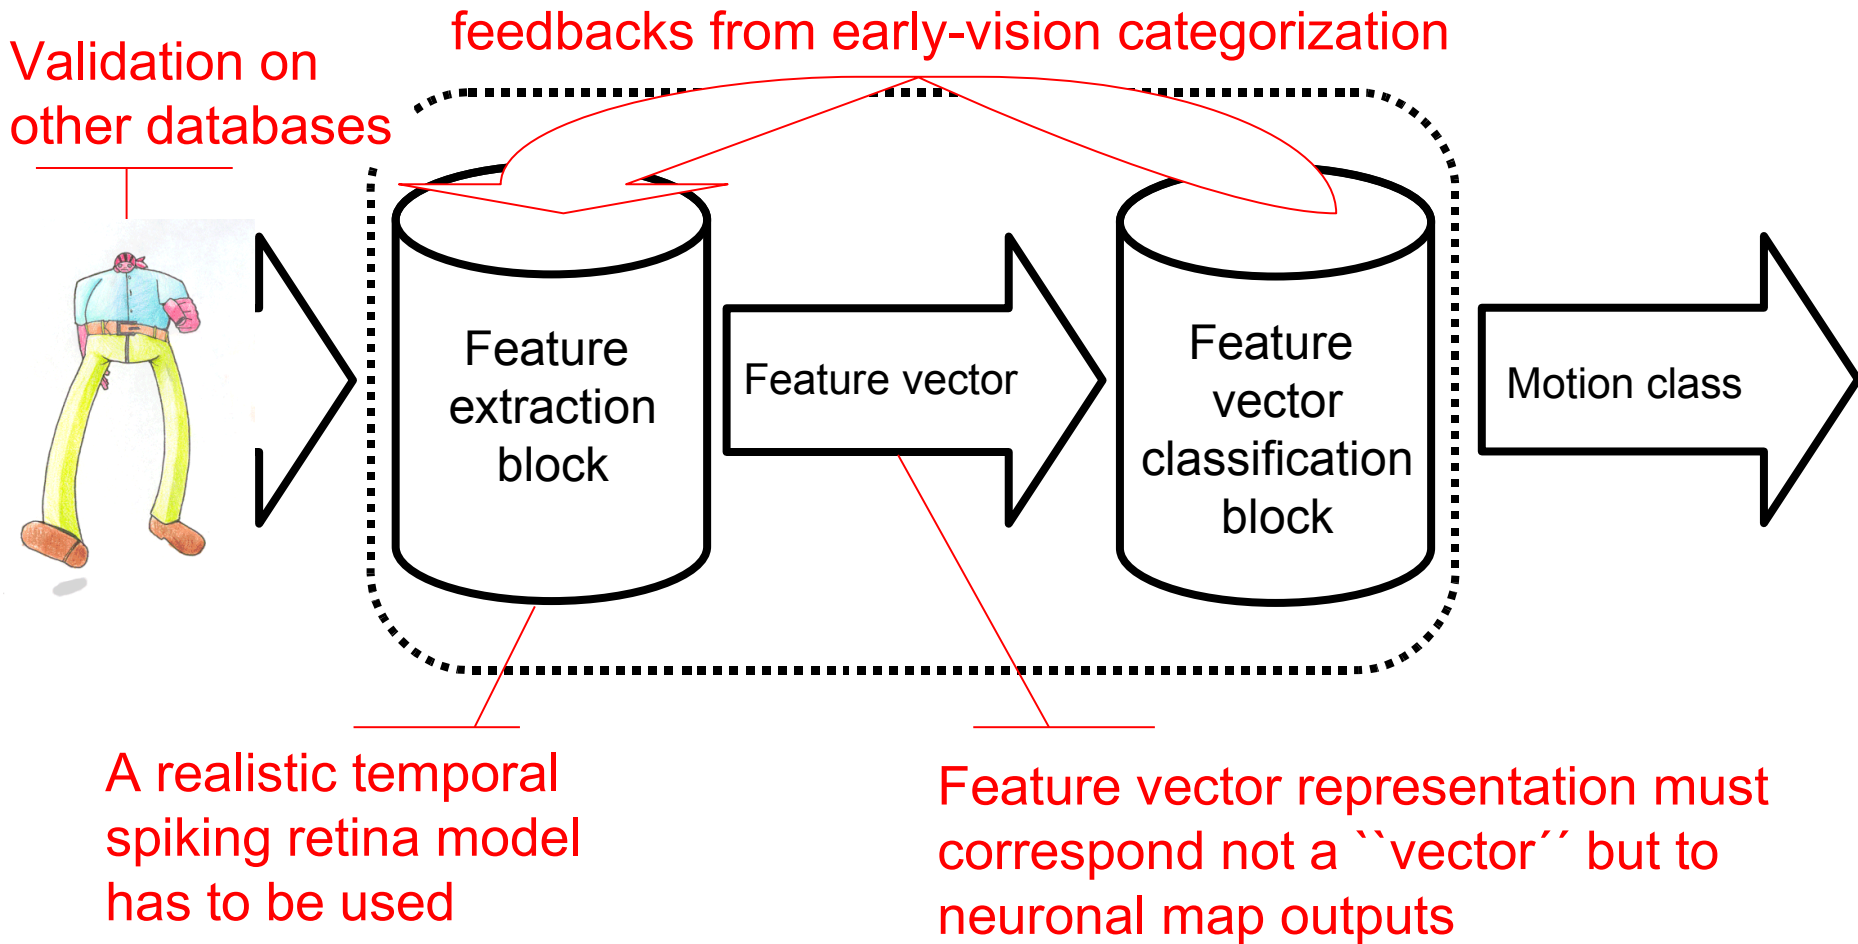 feedbacks from early-vision categorization
Validation on
other databases
Feature
extraction
block
Feature vector
Feature
vector
classification
block
Motion class
A realistic temporal
spiking retina model
has to be used
Feature vector representation must
correspond not a ``vector´´ but to
neuronal map outputs